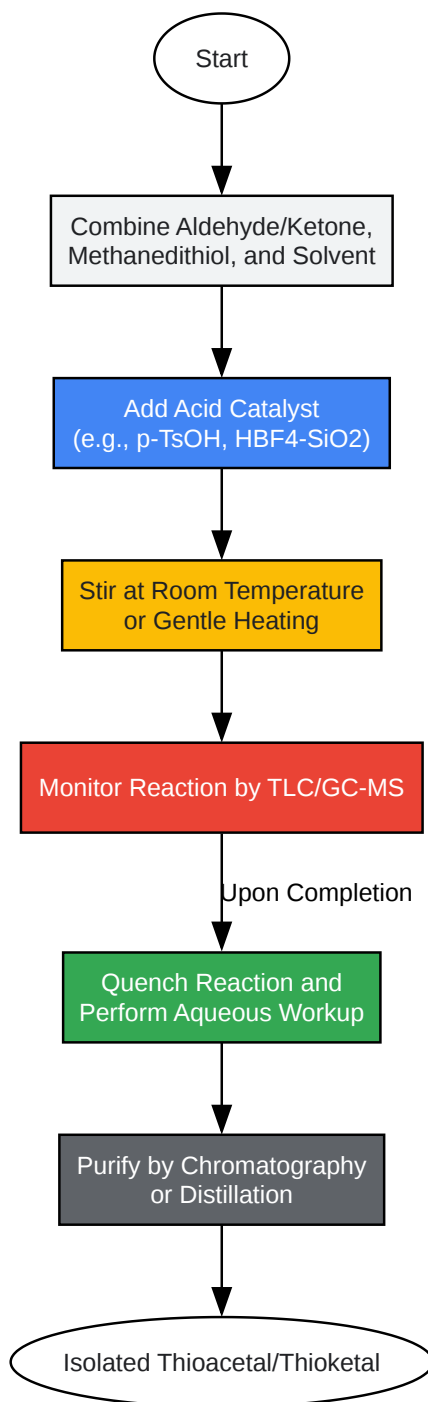 Start
Combine Aldehyde/Ketone,
Methanedithiol, and Solvent
Add Acid Catalyst
(e.g., p-TsOH, HBF4-SiO2)
Stir at Room Temperature
or Gentle Heating
Monitor Reaction by TLC/GC-MS
Upon Completion
Quench Reaction and
Perform Aqueous Workup
Purify by Chromatography
or Distillation
Isolated Thioacetal/Thioketal